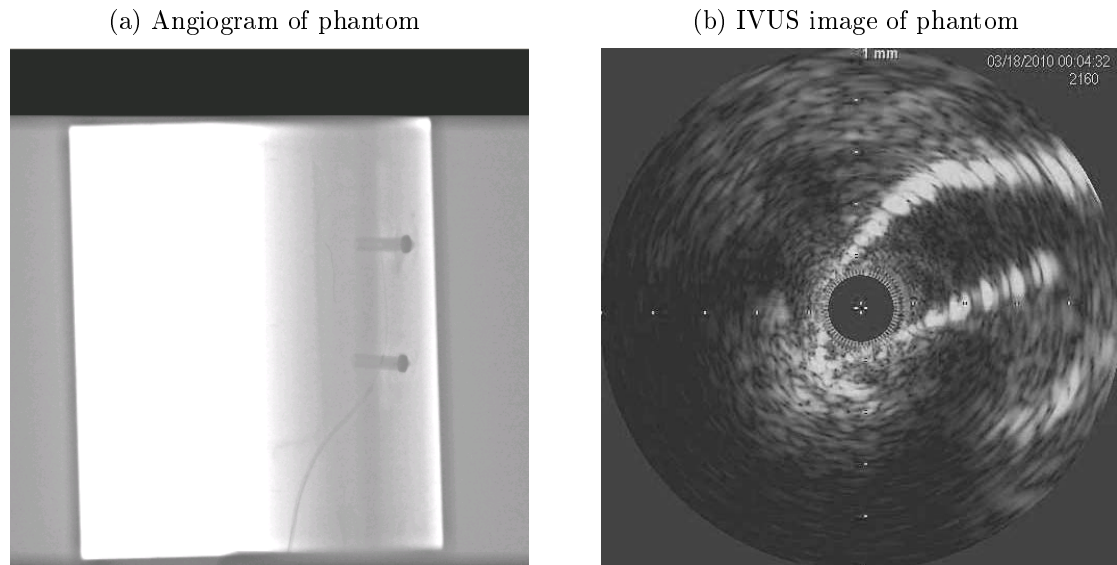 (a) Angiogram of phantom
(b) IVUS image of phantom
1 mm
03/18/2010 00:04:32
2160